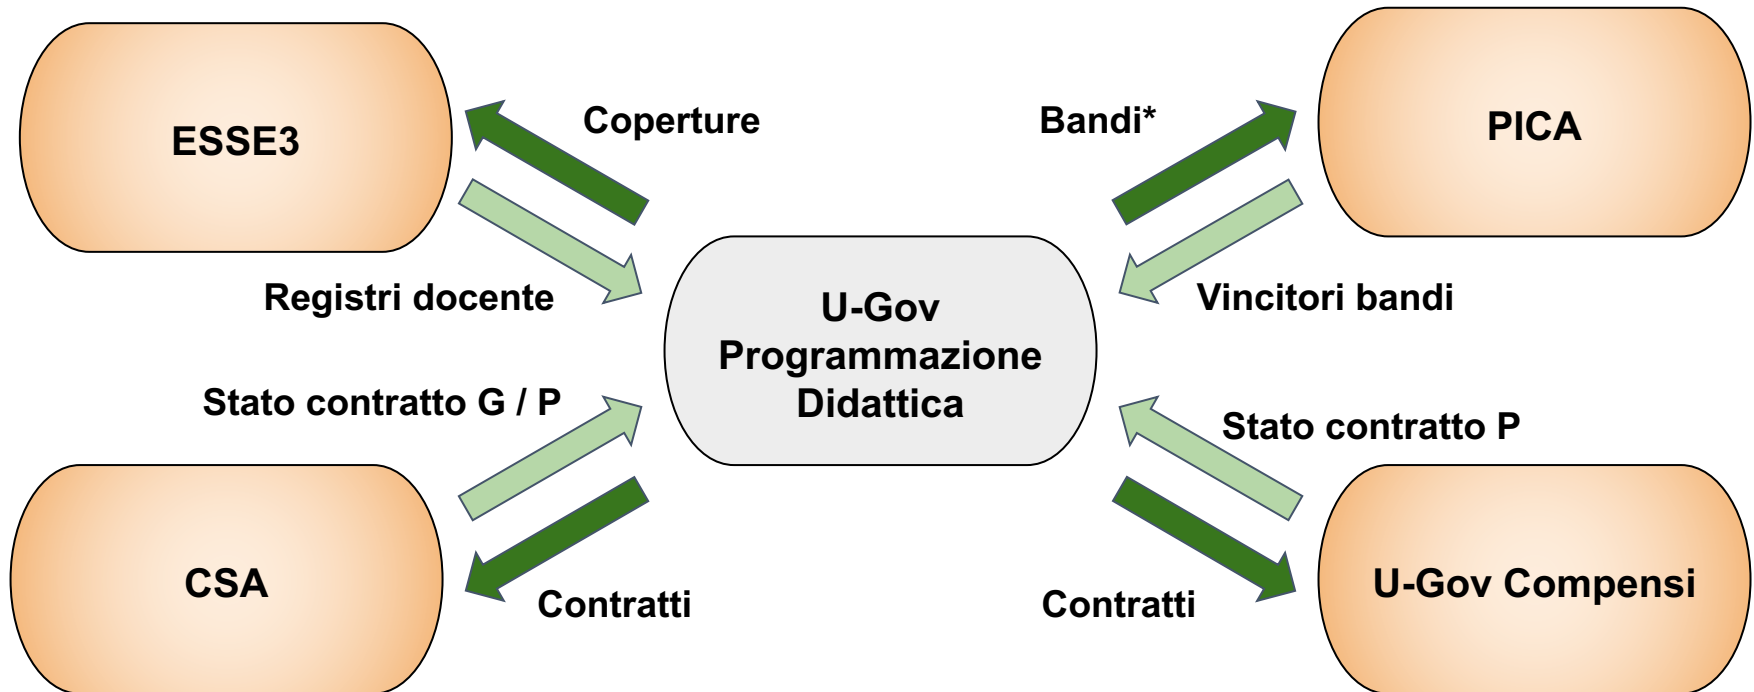 ESSE3
Coperture
Bandi*
PICA
Registri docente
Vincitori bandi
U-Gov
Programmazione
Didattica
Stato contratto G / P
Stato contratto P
CSA
Contratti
Contratti
U-Gov Compensi